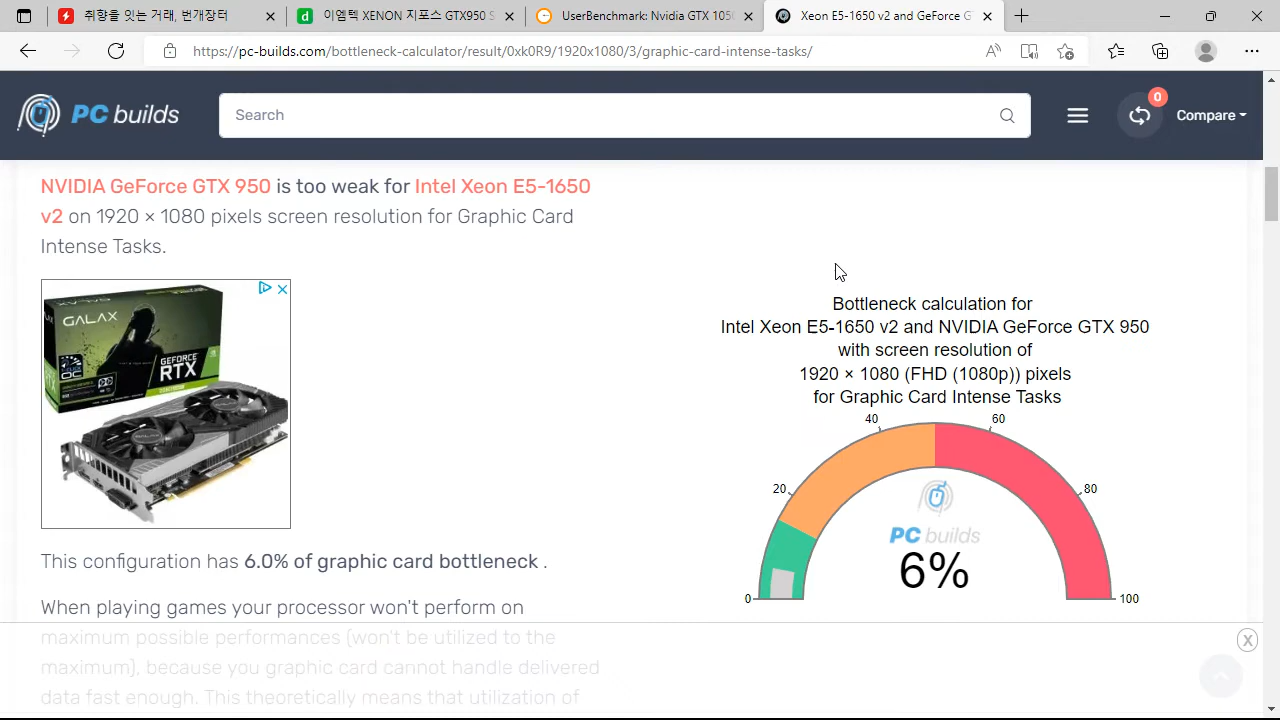 취향을 잇는 거래, 번개장터
이엠텍 XENON 지포스 GTX950 S
UserBenchmark: Nvidia GTX 105
Xeon E5-1650 v2 and GeForce G
https://pc-builds.com/bottleneck-calculator/result/0xk0R9/1920x1080/3/graphic-card-intense-tasks/
PC builds
Search
0
Compare
NVIDIA GeForce GTX 950 is too weak for Intel Xeon E5-1650
v2 on 1920 × 1080 pixels screen resolution for Graphic Card
Intense Tasks.
GALAX
GEFORCE
RTX
Bottleneck calculation for
Intel Xeon E5-1650 v2 and NVIDIA GeForce GTX 950
with screen resolution of
1920 × 1080 (FHD (1080p)) pixels
for Graphic Card Intense Tasks
0
20
40
60
80
100
PC builds
6%
This configuration has 6.0% of graphic card bottleneck .
When playing games your processor won't perform on
maximum possible performances (won't be utilized to the
maximum), because you graphic card cannot handle delivered
data fast enough. This theoretically means that utilization of